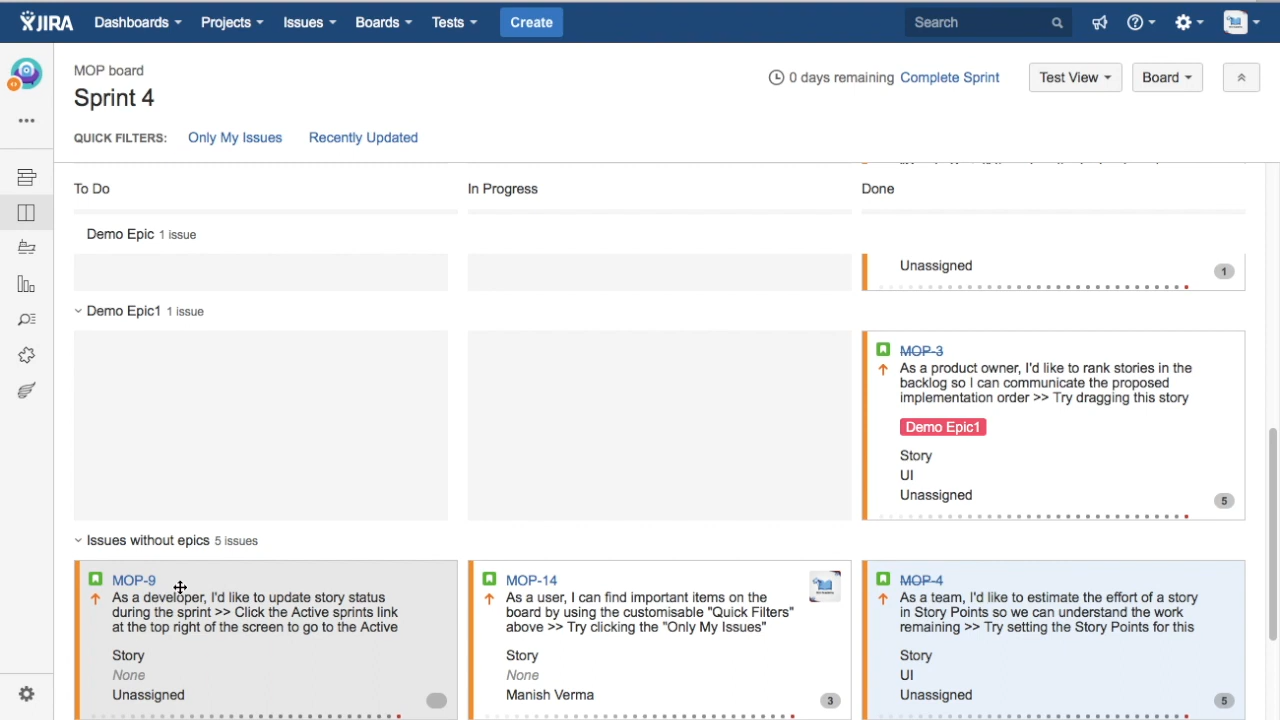 JIRA Dashboards Projects Issues Boards Tests Create Search
MOP board
0 days remaining Complete Sprint Test View Board
Sprint 4
QUICK FILTERS: Only My Issues Recently Updated
To Do In Progress Done
Demo Epic 1 issue
Unassigned 1
Demo Epic1 1 issue
MOP-3
As a product owner, I'd like to rank stories in the
backlog so I can communicate the proposed
implementation order >> Try dragging this story
Demo Epic1
Story
UI
Unassigned 5
Issues without epics 5 issues
MOP-9
As a developer, I'd like to update story status
during the sprint >> Click the Active sprints link
at the top right of the screen to go to the Active
Story
None
Unassigned
MOP-14
As a user, I can find important items on the
board by using the customisable "Quick Filters"
above >> Try clicking the "Only My Issues"
Story
None
Manish Verma 3
MOP-4
As a team, I'd like to estimate the effort of a story
in Story Points so we can understand the work
remaining >> Try setting the Story Points for this
Story
UI
Unassigned 5